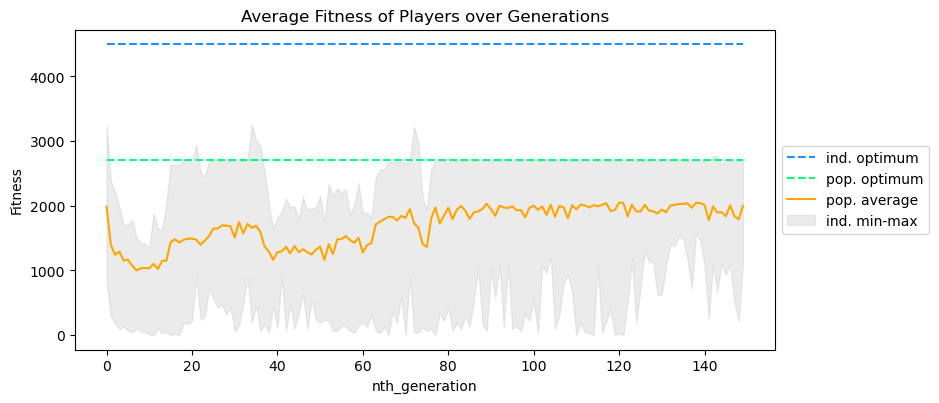 Average Fitness of Players over Generations
Fitness
4000
3000
2000
1000
0
0 20 40 60 80 100 120 140
nth_generation
ind. optimum
pop. optimum
pop. average
ind. min-max